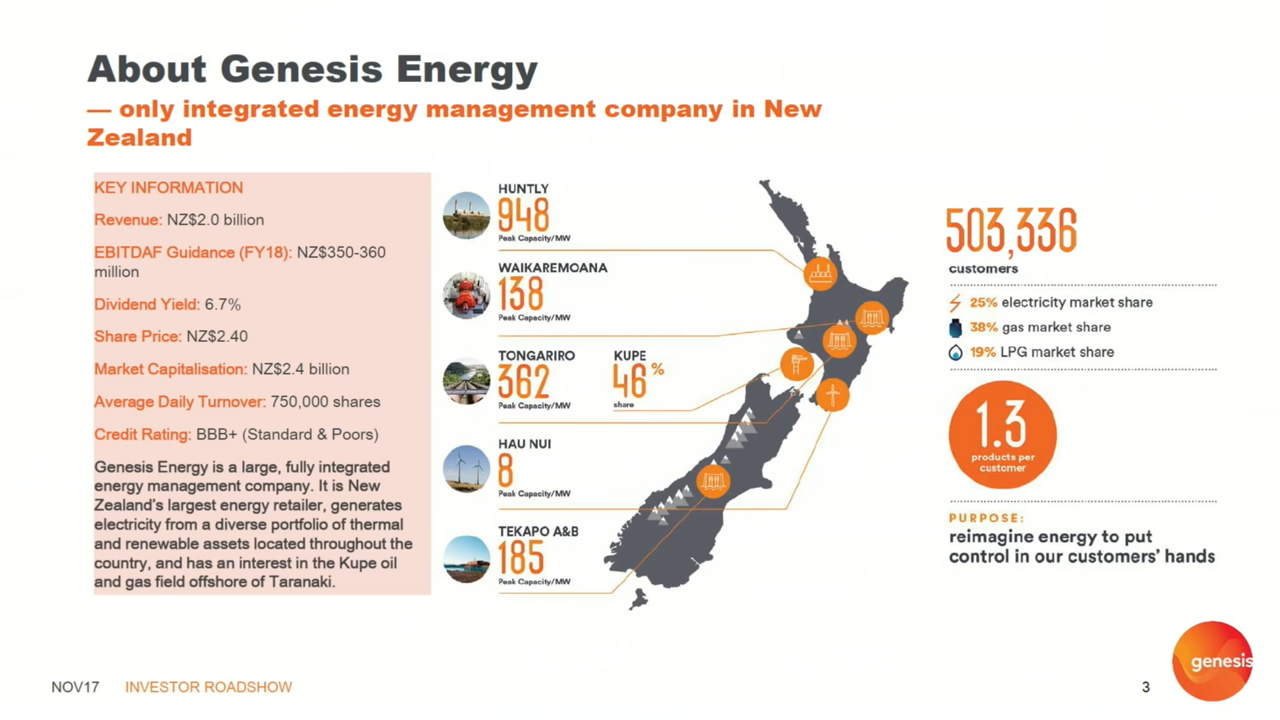 About Genesis Energy
— only integrated energy management company in New
Zealand
KEY INFORMATION
Revenue: NZ$2.0 billion
EBITDAF Guidance (FY18): NZ$350-360
million
Dividend Yield: 6.7%
Share Price: NZ$2.40
Market Capitalisation: NZ$2.4 billion
Average Daily Turnover: 750,000 shares
Credit Rating: BBB+ (Standard & Poors)
Genesis Energy is a large, fully integrated
energy management company. It is New
Zealand's largest energy retailer, generates
electricity from a diverse portfolio of thermal
and renewable assets located throughout the
country, and has an interest in the Kupe oil
and gas field offshore of Taranaki.
HUNTLY
948
Peak Capacity/MW
WAIKAREMOANA
138
Peak Capacity/MW
TONGARIRO
362
Peak Capacity/MW
KUPE
46%
share
HAU NUI
8
Peak Capacity/MW
TEKAPO A&B
185
Peak Capacity/MW
503,336
customers
25% electricity market share
38% gas market share
19% LPG market share
1.3
products per
customer
PURPOSE:
reimagine energy to put
control in our customers' hands
genesis
NOV17 INVESTOR ROADSHOW
3